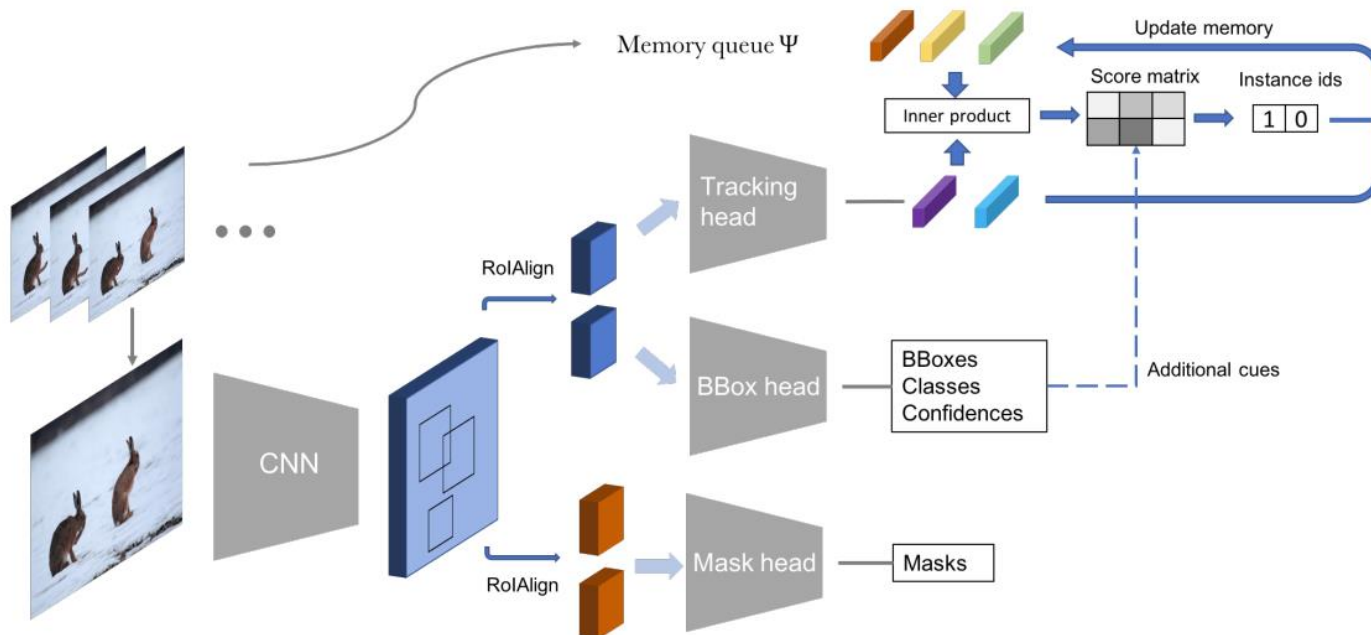 Memory queue Ψ
Update memory
Score matrix
Instance ids
Inner product
1 0
Tracking head
RoIAlign
BBox head
BBoxes
Classes
Confidences
Additional cues
CNN
RoIAlign
Mask head
Masks